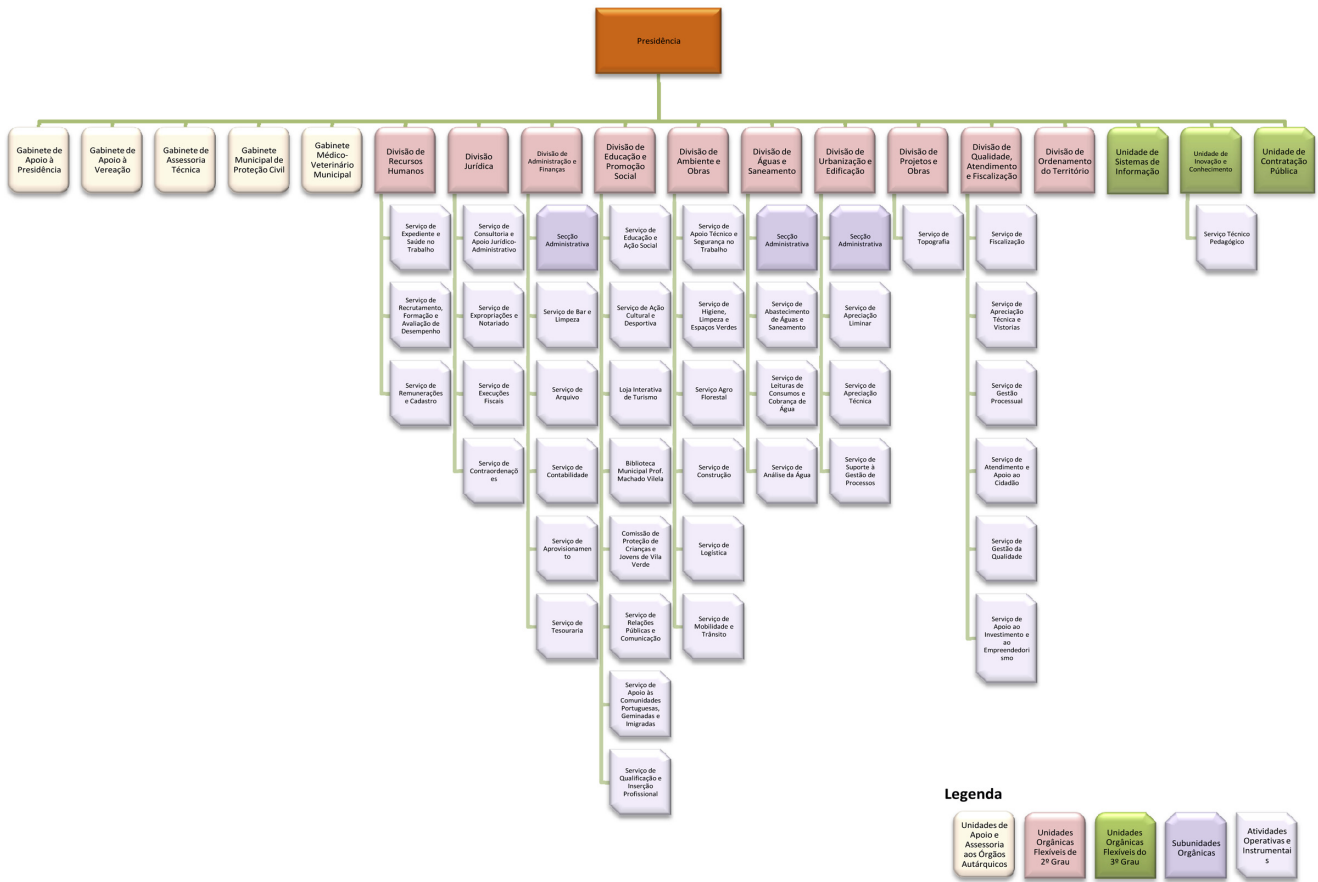 Presidência
Gabinete de
Apoio à
Presidência
Gabinete de
Apoio à
Vereação
Gabinete de
Assessoria
Técnica
Gabinete
Municipal de
Proteção Civil
Gabinete
Médico-
Veterinário
Municipal
Divisão de
Recursos
Humanos
Divisão
Jurídica
Divisão de
Administração e
Finanças
Divisão de
Educação e
Promoção
Social
Divisão de
Ambiente e
Obras
Divisão de
Águas e
Saneamento
Divisão de
Urbanização e
Edificação
Divisão de
Projetos e
Obras
Divisão de
Qualidade,
Atendimento
e Fiscalização
Divisão de
Ordenamento
do Território
Unidade de
Sistemas de
Informação
Unidade de
Inovação e
Conhecimento
Unidade de
Contratação
Pública
Serviço de
Expediente e
Saúde no
Trabalho
Serviço de
Consultoria e
Apoio Jurídico-
Administrativo
Secção
Administrativa
Serviço de
Educação e
Ação Social
Serviço de
Apoio Técnico e
Segurança no
Trabalho
Secção
Administrativa
Secção
Administrativa
Serviço de
Topografia
Serviço de
Fiscalização
Serviço Técnico
Pedagógico
Serviço de
Recrutamento,
Formação e
Avaliação de
Desempenho
Serviço de
Expropriações e
Notariado
Serviço de Bar e
Limpeza
Serviço de Ação
Cultural e
Desportiva
Serviço de
Higiene,
Limpeza e
Espaços Verdes
Serviço de
Abastecimento
de Águas e
Saneamento
Serviço de
Apreciação
Liminar
Serviço de
Apreciação
Técnica e
Vistorias
Serviço de
Remunerações
e Cadastro
Serviço de
Execuções
Fiscais
Serviço de
Arquivo
Loja Interativa
de Turismo
Serviço Agro
Florestal
Serviço de
Leituras de
Consumos e
Cobrança de
Água
Serviço de
Apreciação
Técnica
Serviço de
Gestão
Processual
Serviço de
Contraordenaçõ
es
Serviço de
Contabilidade
Biblioteca
Municipal Prof.
Machado Vilela
Serviço de
Construção
Serviço de
Análise da Água
Serviço de
Suporte à
Gestão de
Processos
Serviço de
Atendimento e
Apoio ao
Cidadão
Serviço de
Aprovisionamen
to
Comissão de
Proteção de
Crianças e
Jovens de Vila
Verde
Serviço de
Logística
Serviço de
Gestão da
Qualidade
Serviço de
Tesouraria
Serviço de
Relações
Públicas e
Comunicação
Serviço de
Mobilidade e
Trânsito
Serviço de
Apoio ao
Investimento e
ao
Empreendedori
smo
Serviço de
Apoio às
Comunidades
Portuguesas,
Geminadas e
Imigradas
Serviço de
Qualificação e
Inserção
Profissional
Legenda
Unidades de
Apoio e
Assessoria
aos Órgãos
Autárquicos
Unidades
Orgânicas
Flexíveis de
2º Grau
Unidades
Orgânicas
Flexíveis do
3º Grau
Subunidades
Orgânicas
Atividades
Operativas e
Instrumentai
s